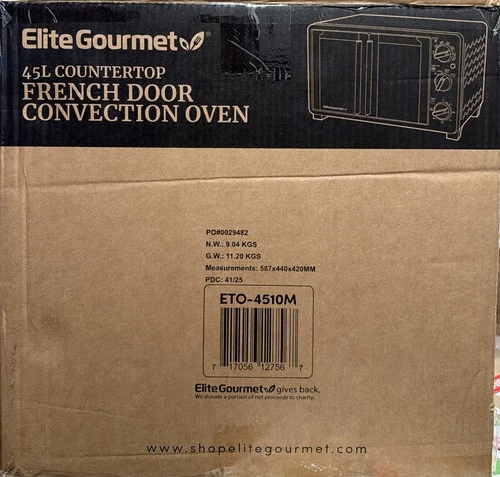 Elite Gourmet
45L COUNTERTOP
FRENCH DOOR
CONVECTION OVEN
EliteGourmet
PO#0029482
N.W.: 9.04 KGS
G.W.: 11.20 KGS
Measurements: 587x440x420MM
PDC: 41/25
ETO-4510M
7 17056 12756 7
EliteGourmet gives back.
We donate a portion of net proceeds to charity.
www.shopelitegourmet.com